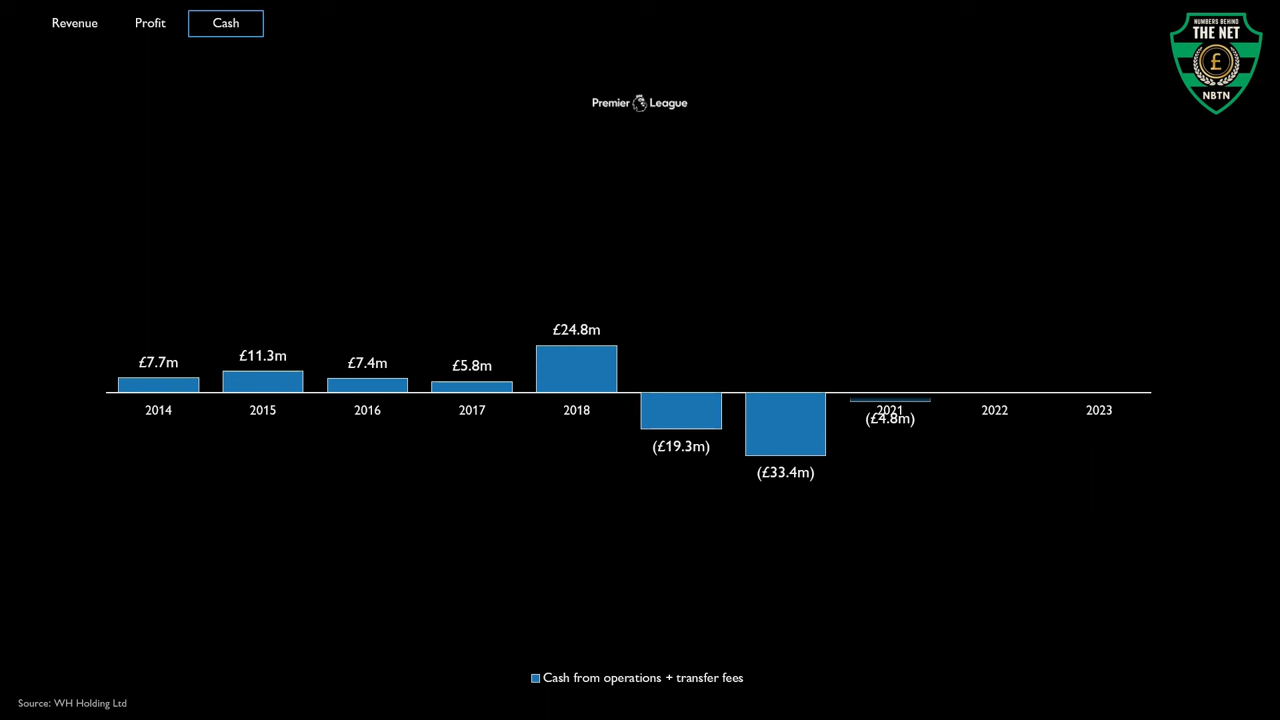 Revenue Profit Cash
NUMBERS BEHIND
THE NET
£
NBTN
Premier League
£24.8m
£11.3m
£7.7m £7.4m £5.8m
2014 2015 2016 2017 2018 2021 2022 2023
(£4.8m)
(£19.3m)
(£33.4m)
Cash from operations + transfer fees
Source: WH Holding Ltd